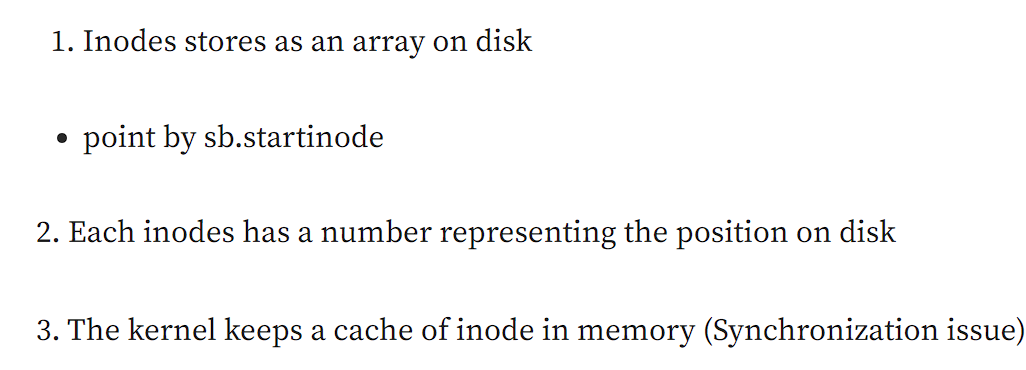 1. Inodes stores as an array on disk
• point by sb.startinode
2. Each inodes has a number representing the position on disk
3. The kernel keeps a cache of inode in memory (Synchronization issue)